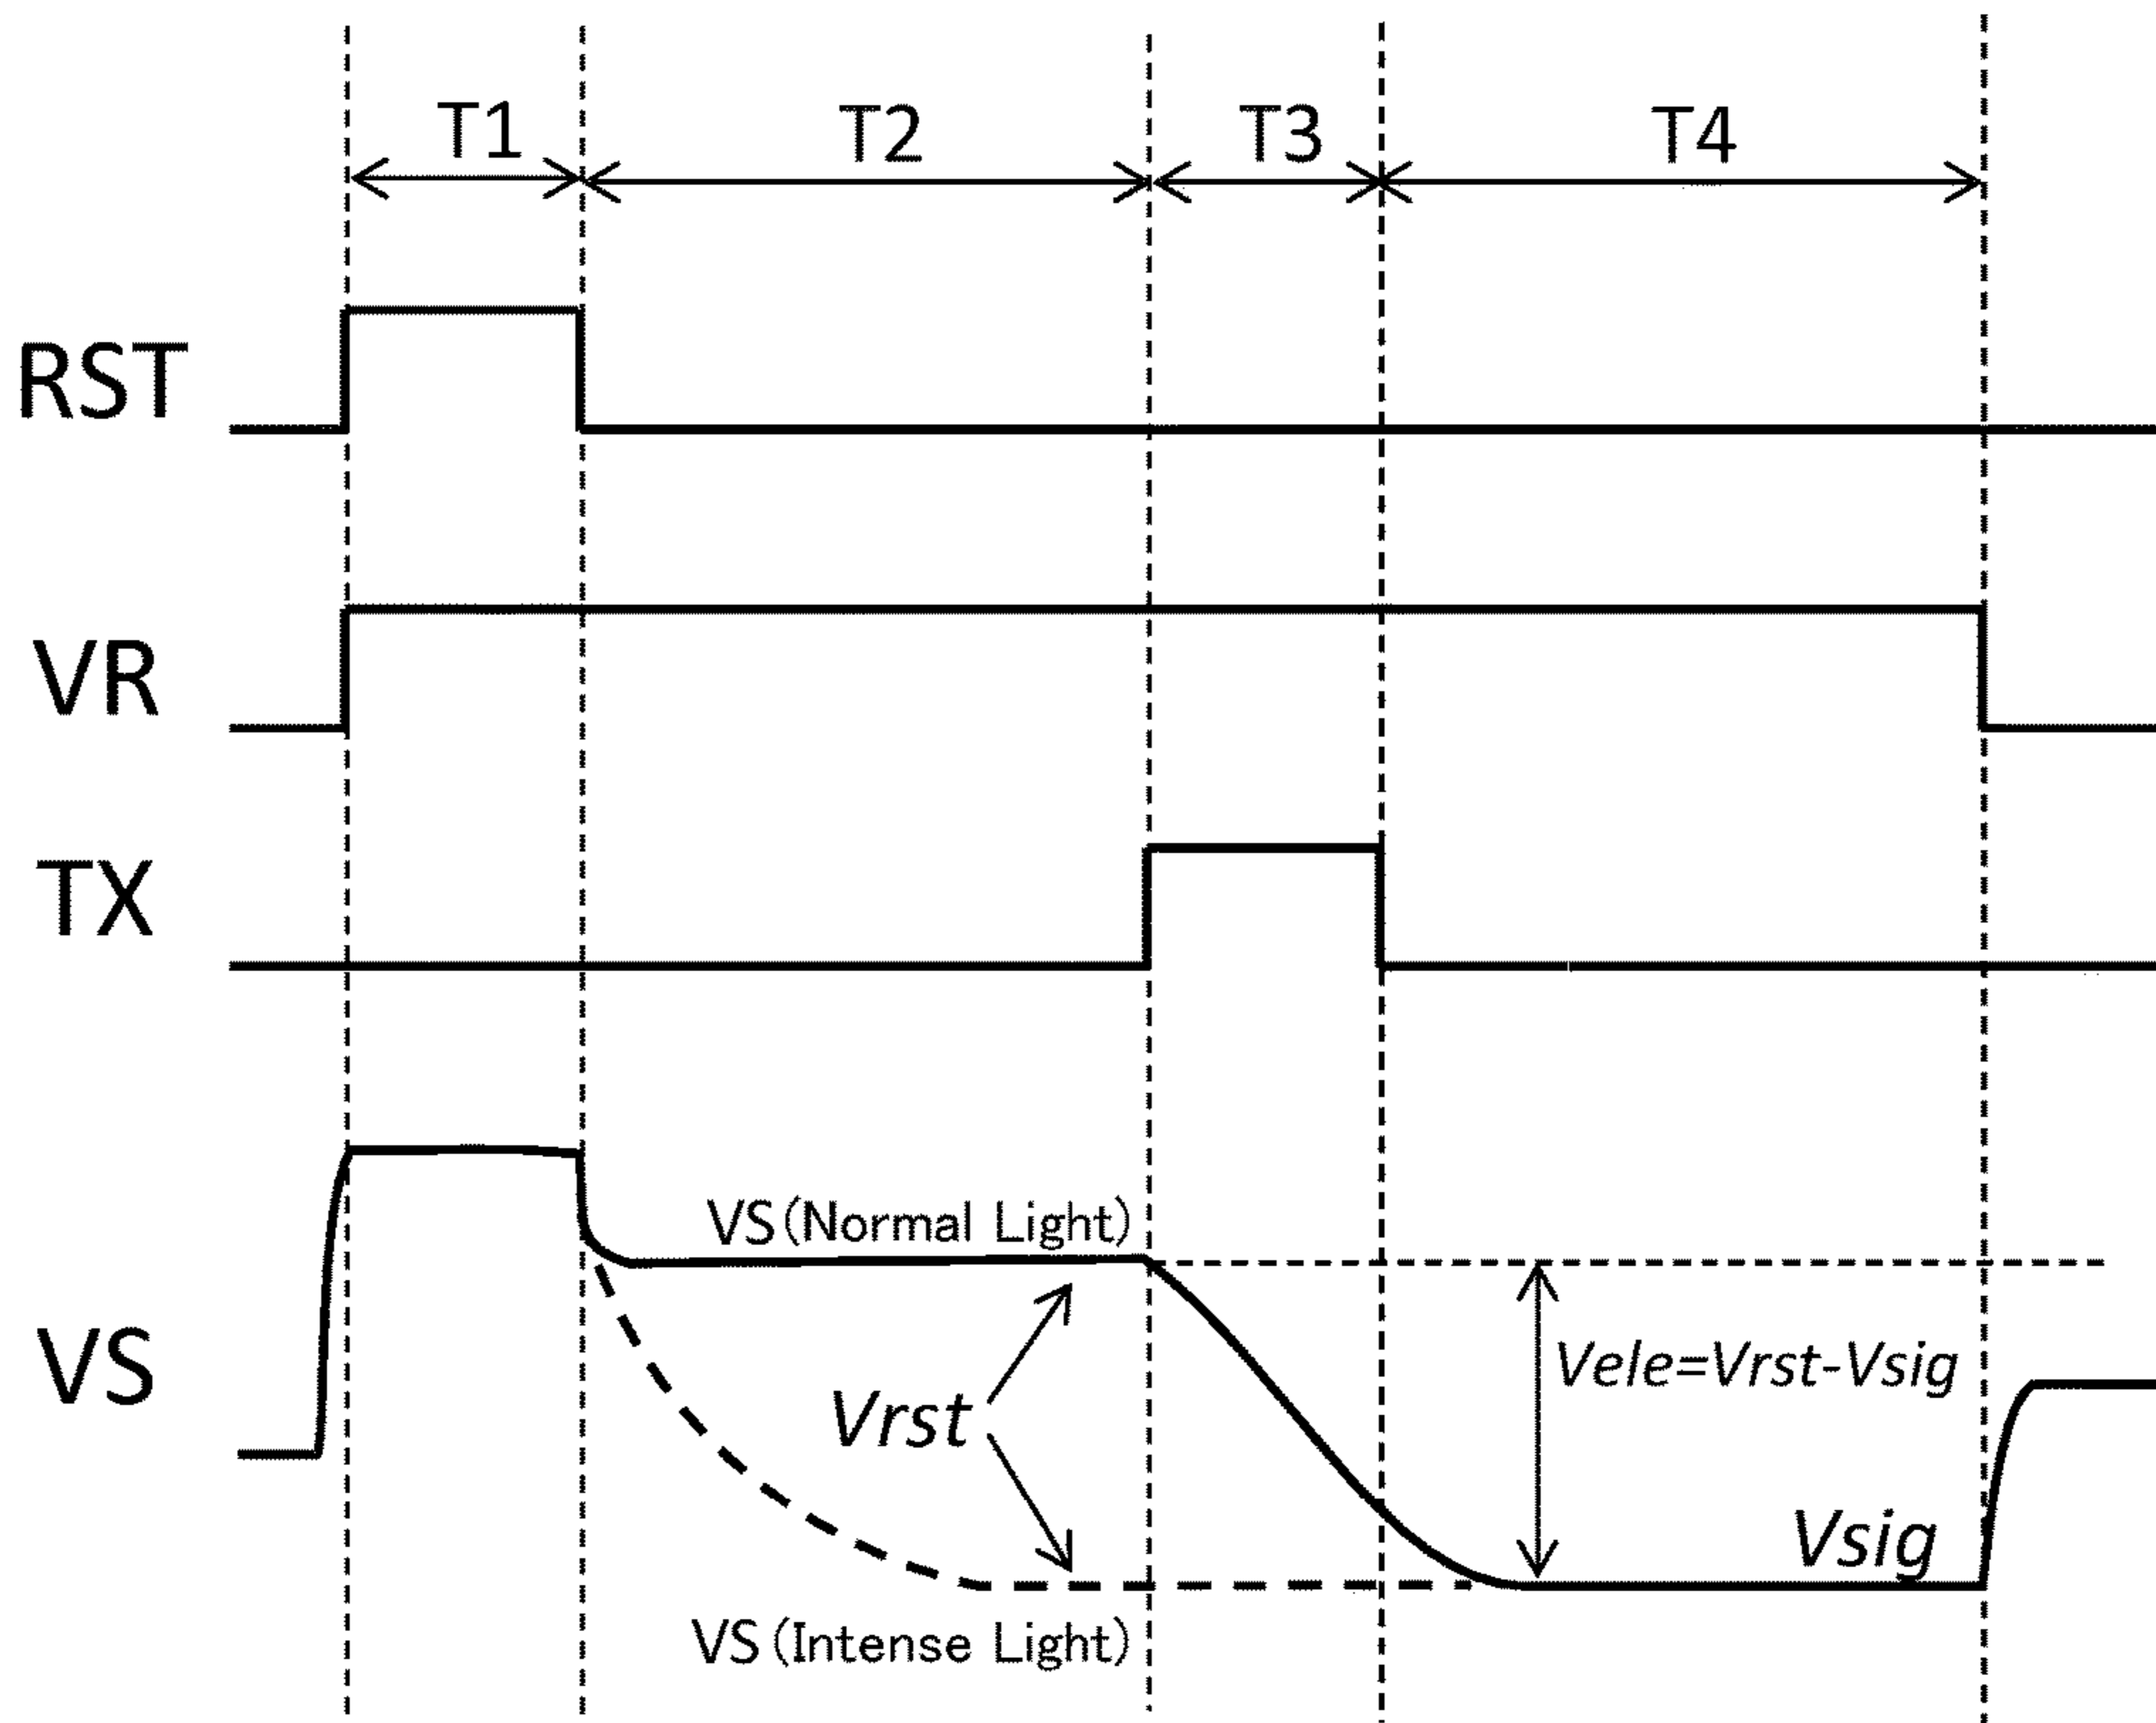 T1 T2 T3 T4
RST
VR
TX
VS(Normal Light)
VS
Vele=Vrst-Vsig
Vrst
Vsig
VS(Intense Light)